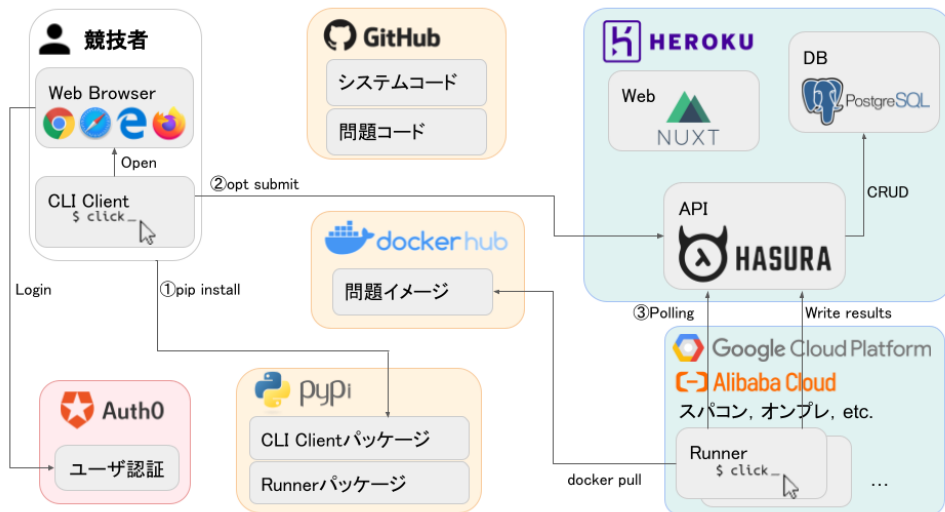 競技者
Web Browser
Open
CLI Client
$ click_
Login
①pip install
②opt submit
GitHub
システムコード
問題コード
dockerhub
問題イメージ
Auth0
ユーザ認証
pypi
CLI Clientパッケージ
Runnerパッケージ
HEROKU
Web
NUXT
DB
PostgreSQL
CRUD
API
HASURA
③Polling
Write results
Google Cloud Platform
Alibaba Cloud
スパコン, オンプレ, etc.
Runner
$ click_
...
docker pull